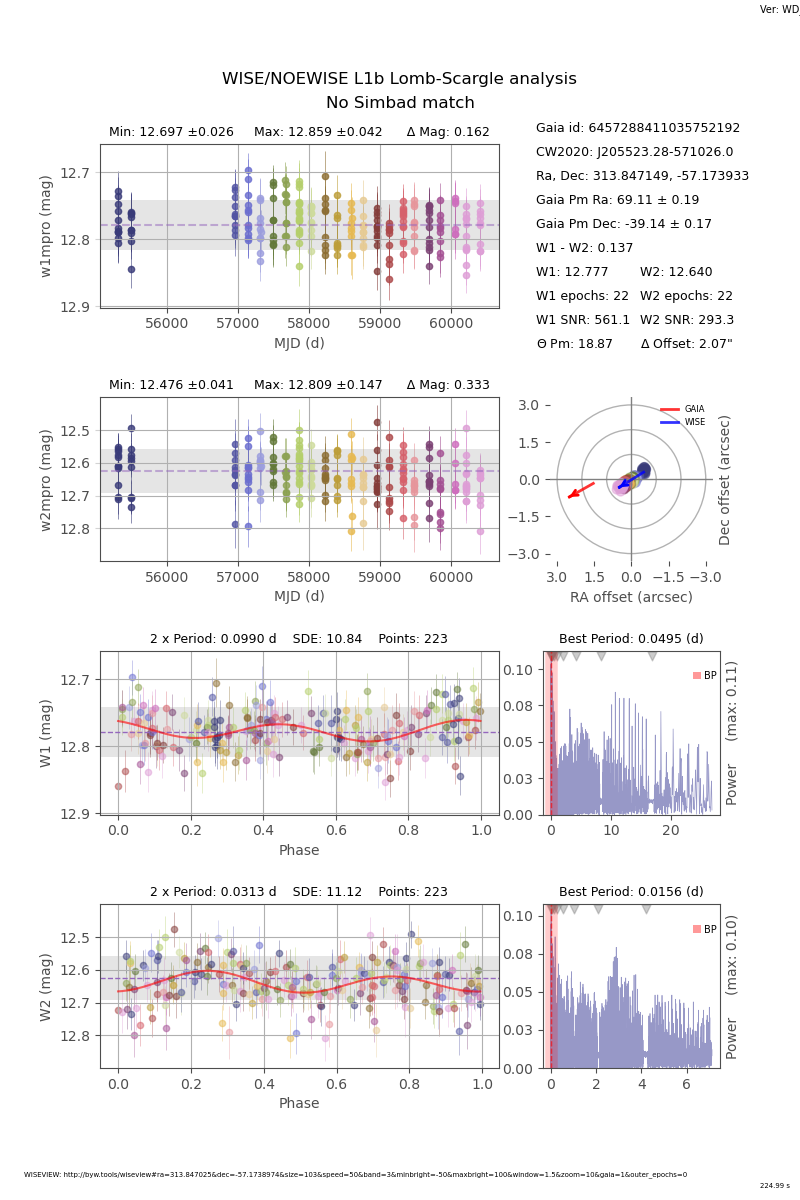 Ver: WD_
WISE/NOEWISE L1b Lomb-Scargle analysis
No Simbad match
Min: 12.697 ±0.026 Max: 12.859 ±0.042 Δ Mag: 0.162
12.7
12.8
12.9
w1mpro (mag)
56000 57000 58000 59000 60000
MJD (d)
Gaia id: 6457288411035752192
CW2020: J205523.28-571026.0
Ra, Dec: 313.847149, -57.173933
Gaia Pm Ra: 69.11 ± 0.19
Gaia Pm Dec: -39.14 ± 0.17
W1 - W2: 0.137
W1: 12.777 W2: 12.640
W1 epochs: 22 W2 epochs: 22
W1 SNR: 561.1 W2 SNR: 293.3
Θ Pm: 18.87 Δ Offset: 2.07"
Min: 12.476 ±0.041 Max: 12.809 ±0.147 Δ Mag: 0.333
12.5
12.6
12.7
12.8
w2mpro (mag)
56000 57000 58000 59000 60000
MJD (d)
GAIA
WISE
3.0
1.5
0.0
−1.5
−3.0
Dec offset (arcsec)
3.0 1.5 0.0 −1.5 −3.0
RA offset (arcsec)
2 x Period: 0.0990 d SDE: 10.84 Points: 223
12.7
12.8
12.9
W1 (mag)
0.0 0.2 0.4 0.6 0.8 1.0
Phase
Best Period: 0.0495 (d)
BP
0.10
0.08
0.05
0.03
0.00
Power (max: 0.11)
0 10 20
2 x Period: 0.0313 d SDE: 11.12 Points: 223
12.5
12.6
12.7
12.8
W2 (mag)
0.0 0.2 0.4 0.6 0.8 1.0
Phase
Best Period: 0.0156 (d)
BP
0.10
0.08
0.05
0.03
0.00
Power (max: 0.10)
0 2 4 6
WISEVIEW: http://byw.tools/wiseview#ra=313.847025&dec=-57.1738974&size=103&speed=50&band=3&minbright=-50&maxbright=100&window=1.5&zoom=10&gaia=1&outer_epochs=0
224.99 s